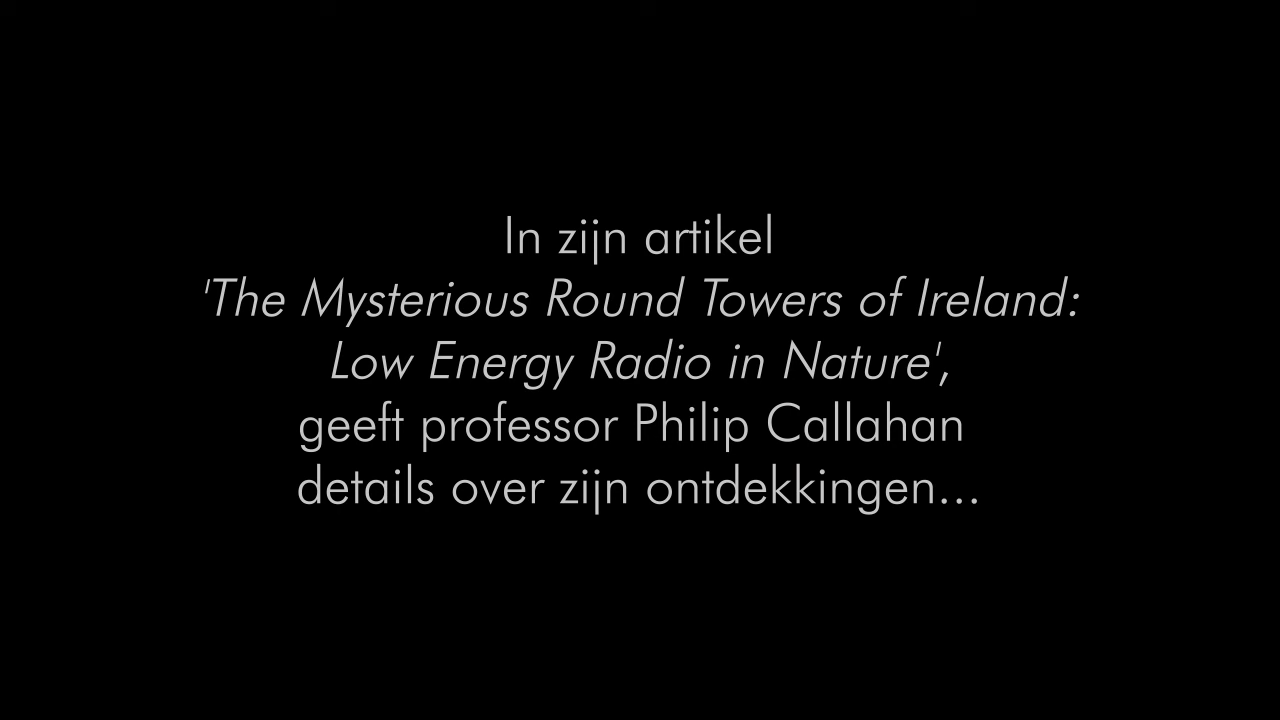 In zijn artikel
'The Mysterious Round Towers of Ireland:
Low Energy Radio in Nature',
geeft professor Philip Callahan
details over zijn ontdekkingen...